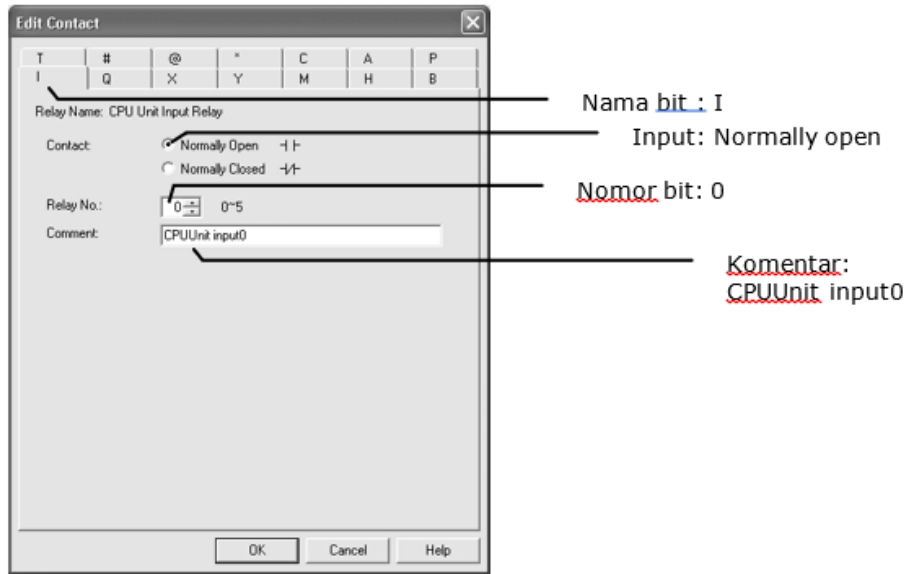 Edit Contact
T # @ * C A P
I Q X Y M H B
Relay Name: CPU Unit Input Relay
Contact: Normally Open
Normally Closed
Relay No.: 0 0~5
Comment: CPUUnit input0
OK Cancel Help
Nama bit : I
Input: Normally open
Nomor bit: 0
Komentar:
CPUUnit input0